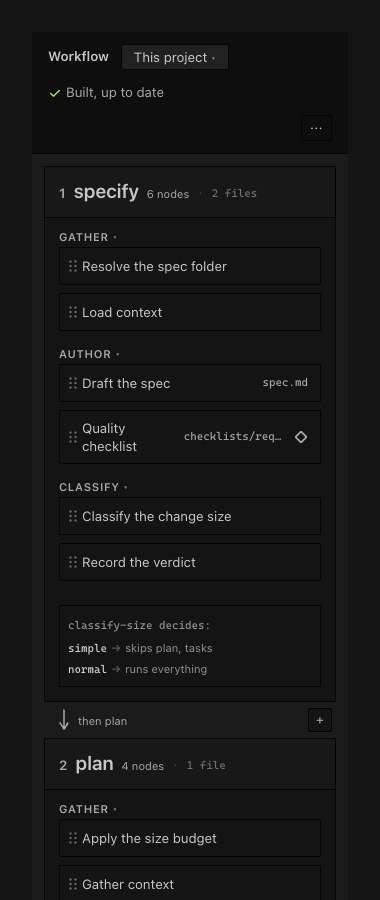 Workflow This project
Built, up to date
...
1 specify 6 nodes · 2 files
GATHER
Resolve the spec folder
Load context
AUTHOR
Draft the spec spec.md
Quality checklist checklists/req…
CLASSIFY
Classify the change size
Record the verdict
classify-size decides:
simple → skips plan, tasks
normal → runs everything
↓ then plan +
2 plan 4 nodes · 1 file
GATHER
Apply the size budget
Gather context